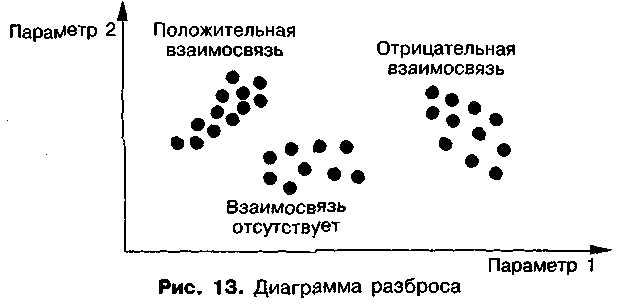 Параметр 2
Положительная
взаимосвязь
Отрицательная
взаимосвязь
Взаимосвязь
отсутствует
Параметр 1
Рис. 13. Диаграмма разброса